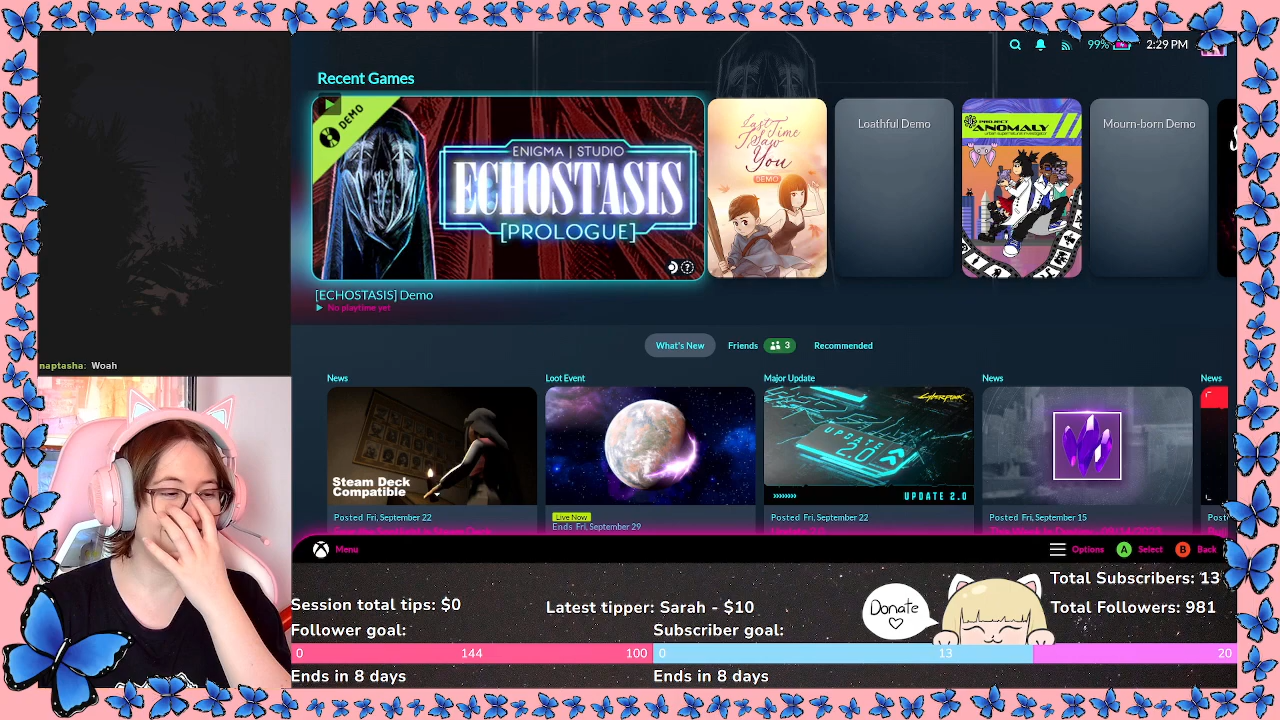 99%
2:29 PM
Recent Games
DEMO
ENIGMA | STUDIO
ECHOSTASIS
[PROLOGUE]
Last Time I Saw You
DEMO
Loathful Demo
PROJECT
ANOMALY
Mourn-born Demo
[ECHOSTASIS] Demo
No playtime yet
What's New
Friends
3
Recommended
naptasha: Woah
News
Loot Event
Major Update
News
News
Steam Deck
Compatible
CYBERPUNK
UPDATE
2.0
UPDATE 2.0
Posted Fri, September 22
Live Now
Ends Fri, September 29
Posted Fri, September 22
Posted Fri, September 15
Menu
Options
A
Select
B
Back
Session total tips: $0
Latest tipper: Sarah - $10
Donate
Total Subscribers: 13
Total Followers: 981
Follower goal:
Subscriber goal:
0
144
100
0
13
20
Ends in 8 days
Ends in 8 days